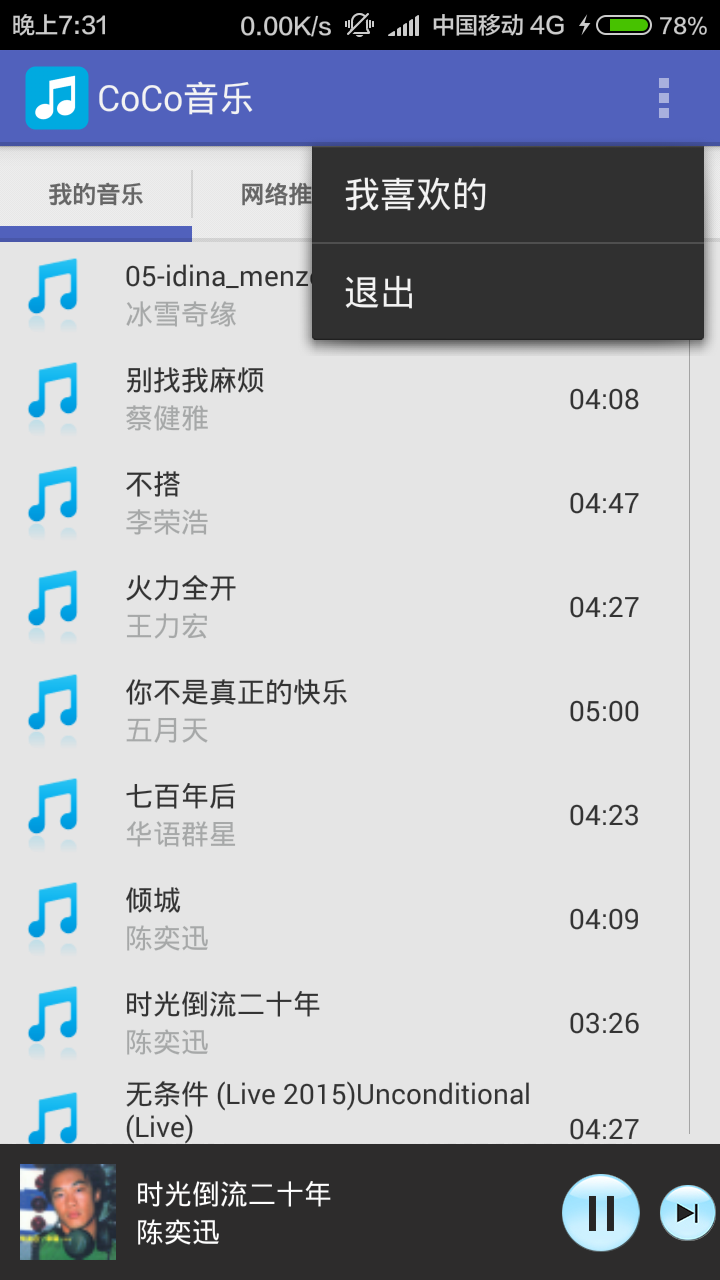 晚上7:31
0.00K/s
中国移动 4G
78%
CoCo音乐
我喜欢的
退出
我的音乐
网络推
05-idina_menz
冰雪奇缘
别找我麻烦
蔡健雅
04:08
不搭
李荣浩
04:47
火力全开
王力宏
04:27
你不是真正的快乐
五月天
05:00
七百年后
华语群星
04:23
倾城
陈奕迅
04:09
时光倒流二十年
陈奕迅
03:26
无条件 (Live 2015)Unconditional
(Live)
04:27
时光倒流二十年
陈奕迅